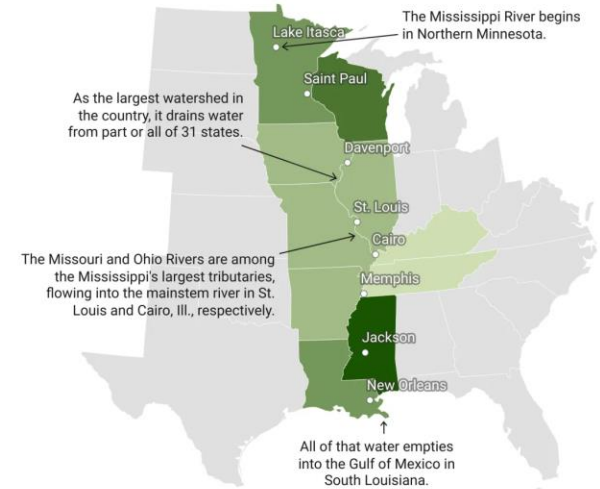 The Mississippi River begins
in Northern Minnesota.
Lake Itasca
Saint Paul
As the largest watershed in
the country, it drains water
from part or all of 31 states.
Davenport
St. Louis
Cairo
The Missouri and Ohio Rivers are among
the Mississippi's largest tributaries,
flowing into the mainstem river in St.
Louis and Cairo, Ill., respectively.
Memphis
Jackson
New Orleans
All of that water empties
into the Gulf of Mexico in
South Louisiana.